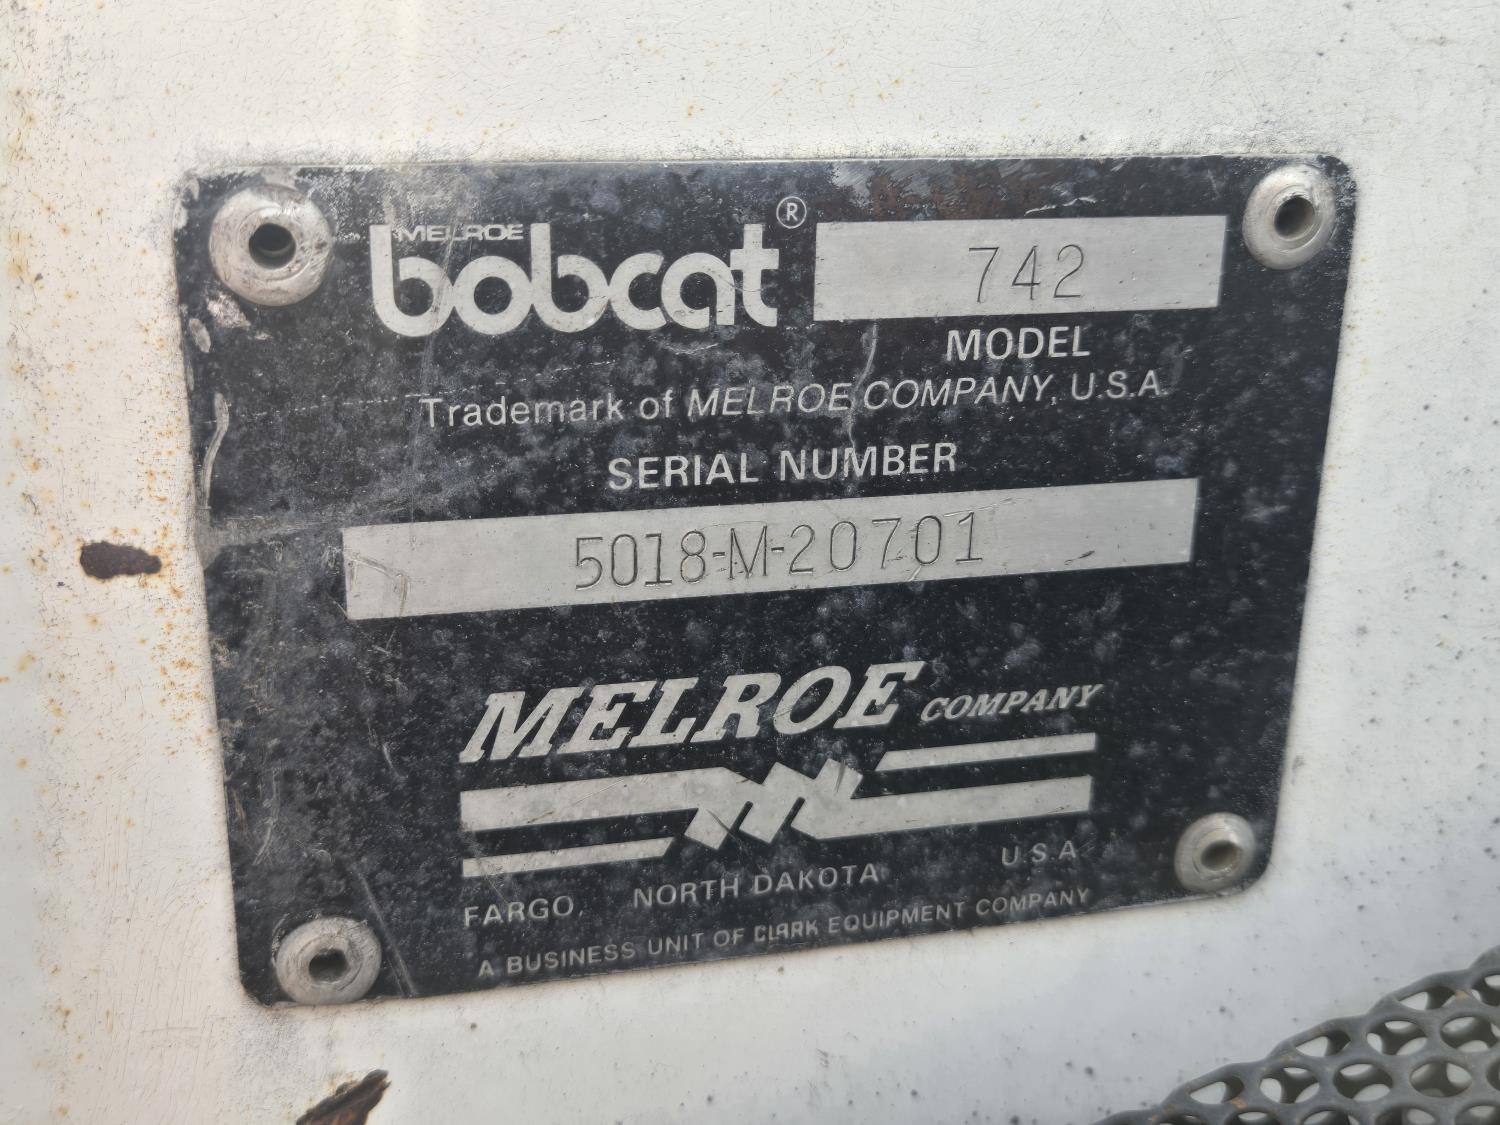 MELROE
bobcat®
742
MODEL
Trademark of MELROE COMPANY, U.S.A.
SERIAL NUMBER
5018-M-20701
MELROE COMPANY
FARGO, NORTH DAKOTA U.S.A
A BUSINESS UNIT OF CLARK EQUIPMENT COMPANY